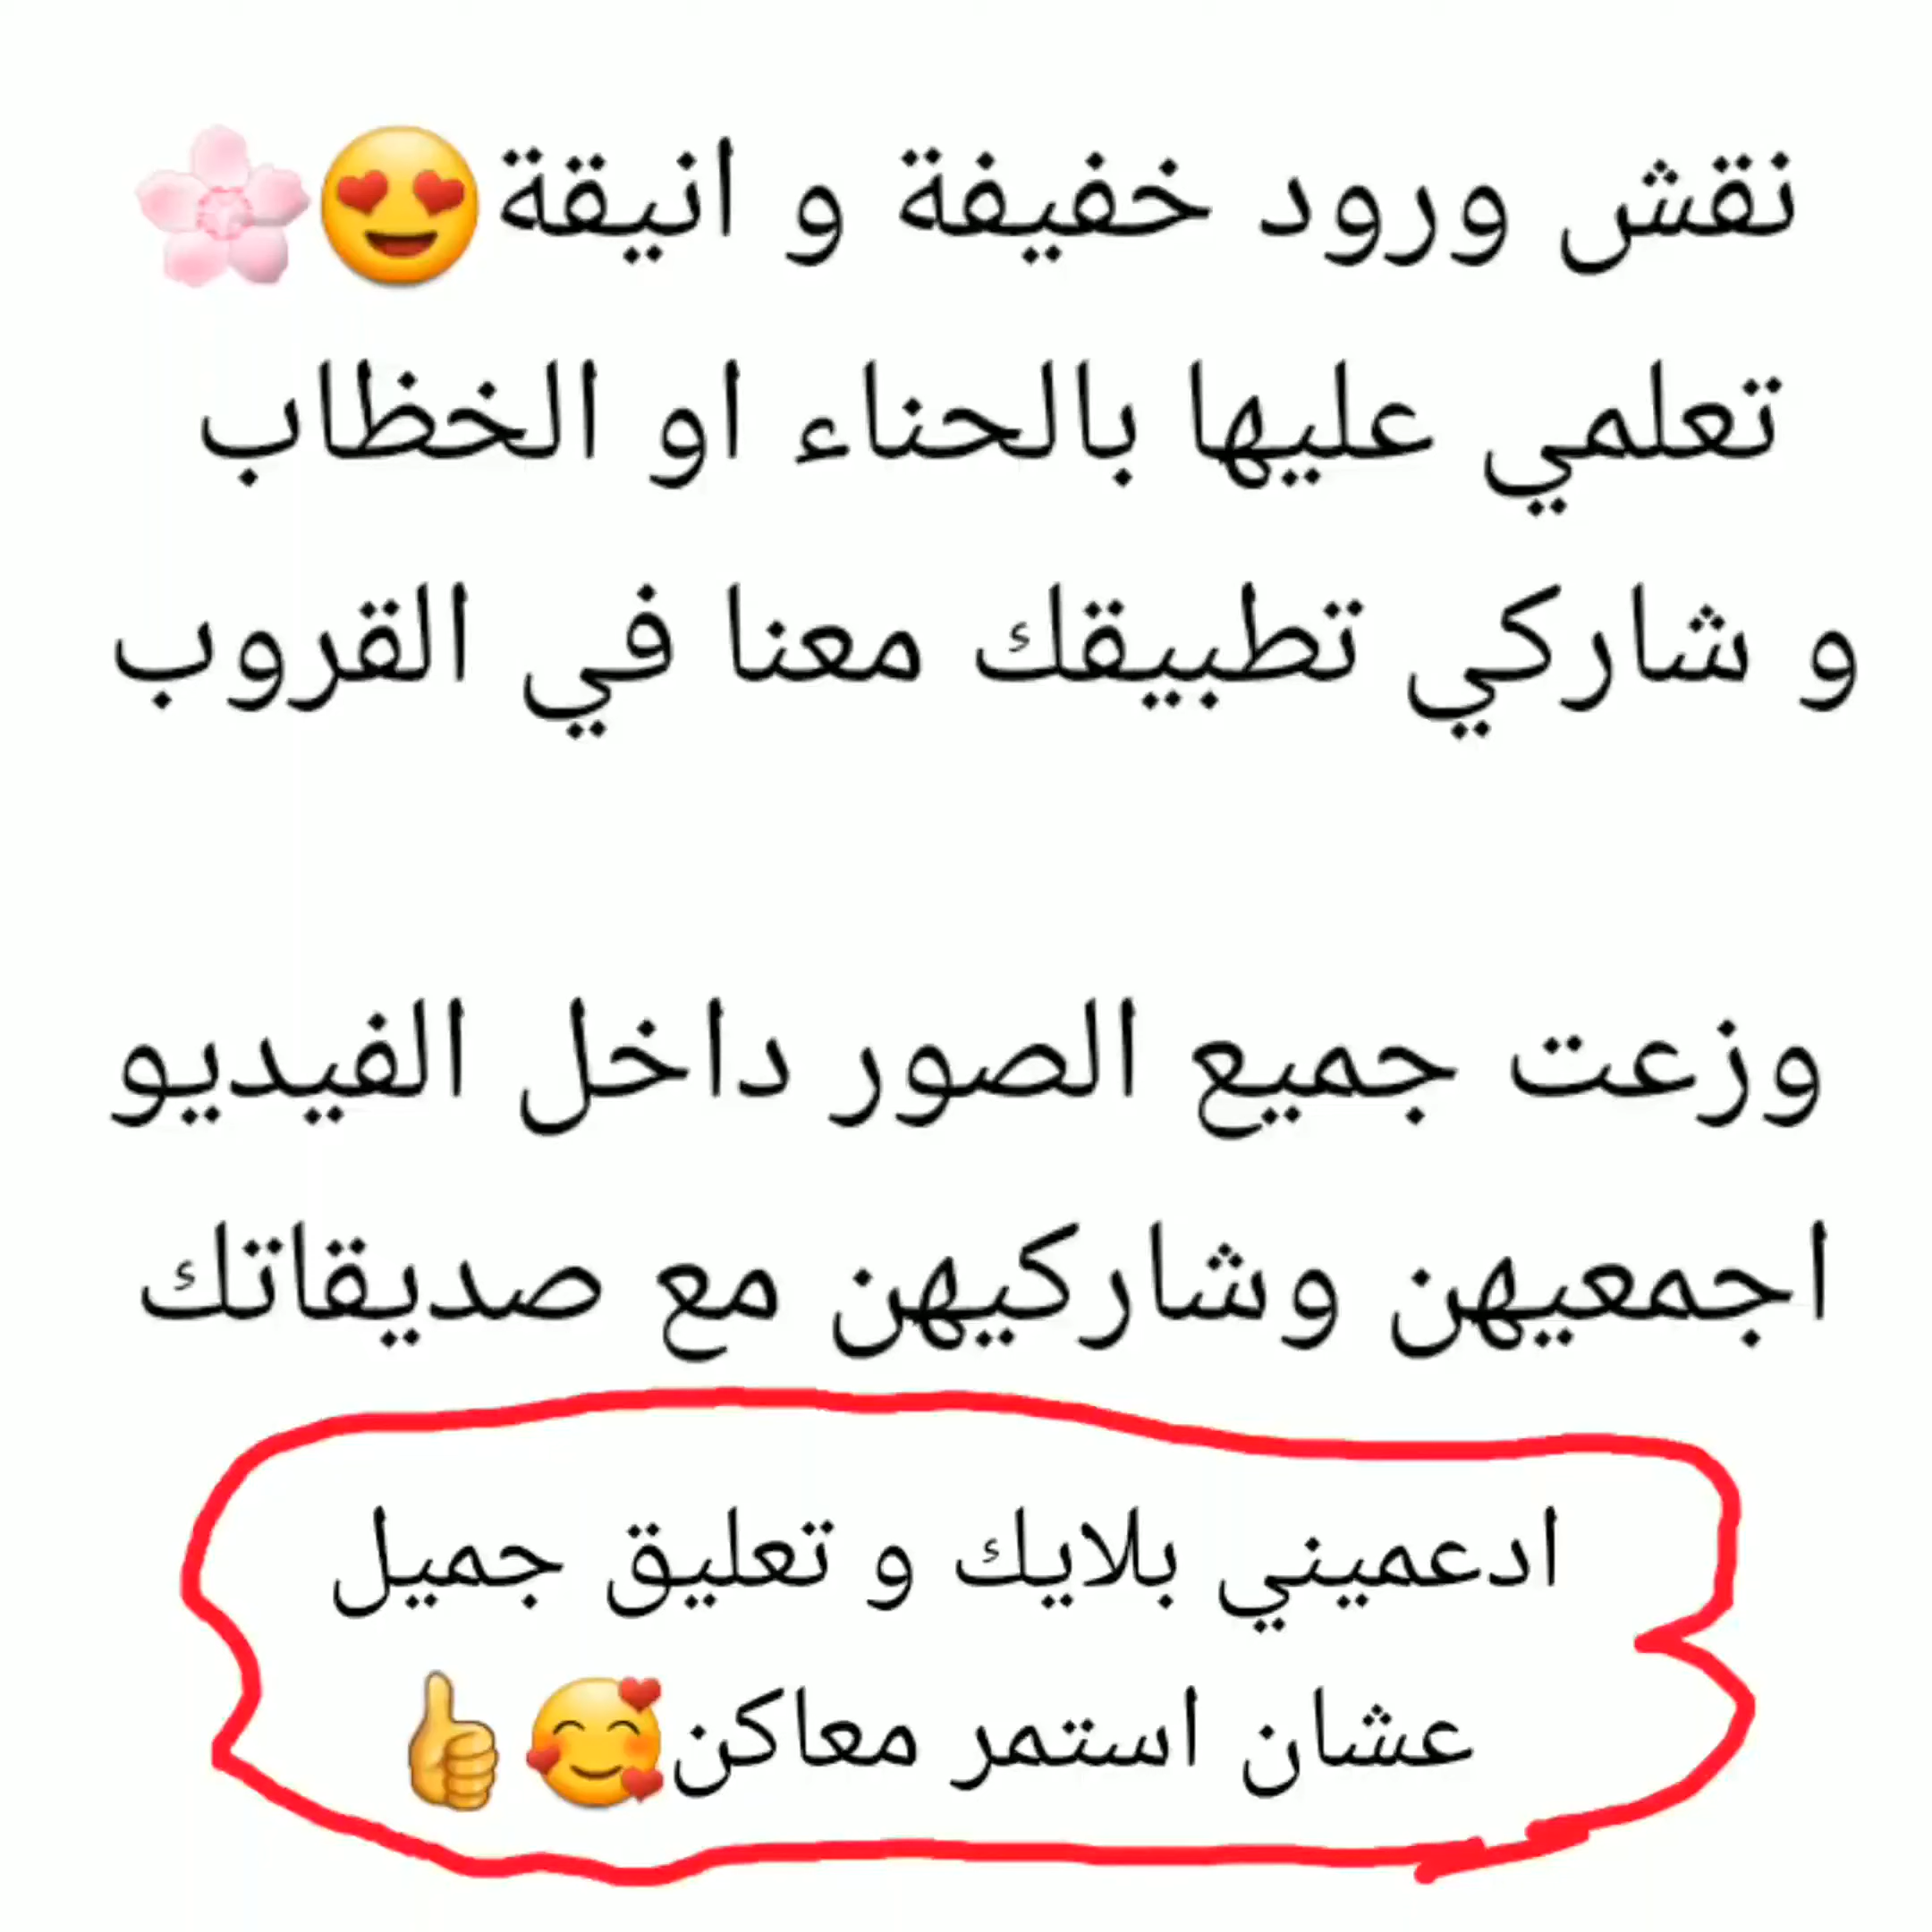 نقش ورود خفيفة و انيقة😍🌸
تعلمي عليها بالحناء او الخظاب
و شاركي تطبيقك معنا في القروب
وزعت جميع الصور داخل الفيديو
اجمعيهن وشاركيهن مع صديقاتك
ادعميني بلايك و تعليق جميل
عشان استمر معاكن🥰👍